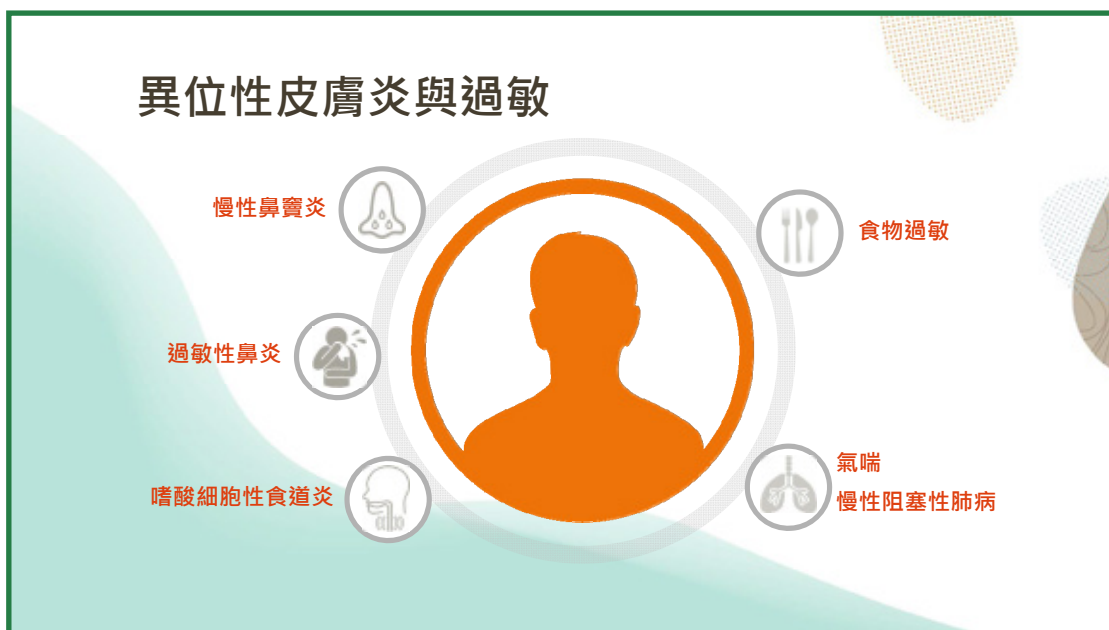 異位性皮膚炎與過敏
慢性鼻竇炎
食物過敏
過敏性鼻炎
嗜酸細胞性食道炎
氣喘
慢性阻塞性肺病